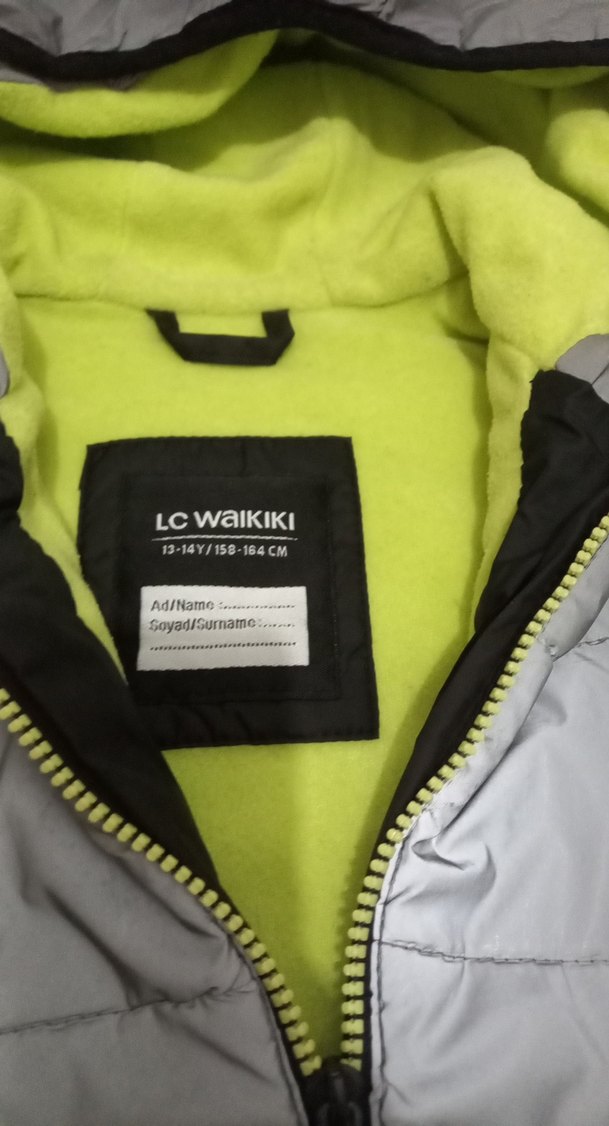 LC WAIKIKI
13-14Y/158-164 CM
Ad/Name :..................
Soyad/Surname:........
....................................